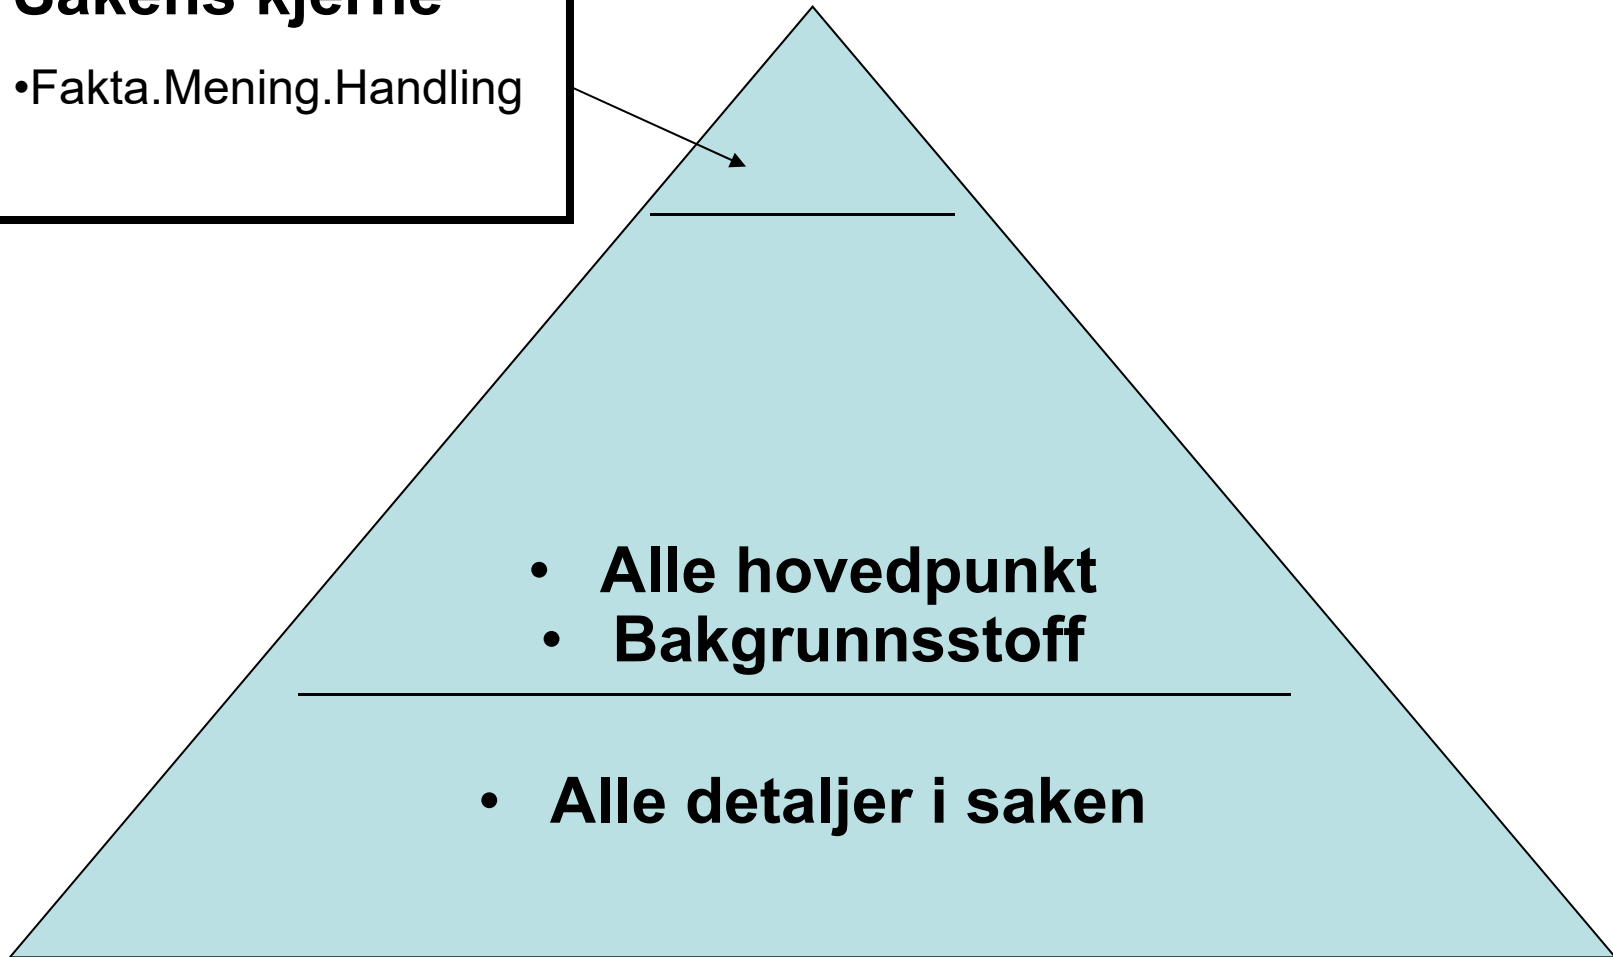 Sakens kjerne
•Fakta.Mening.Handling
• Alle hovedpunkt
• Bakgrunnsstoff
• Alle detaljer i saken